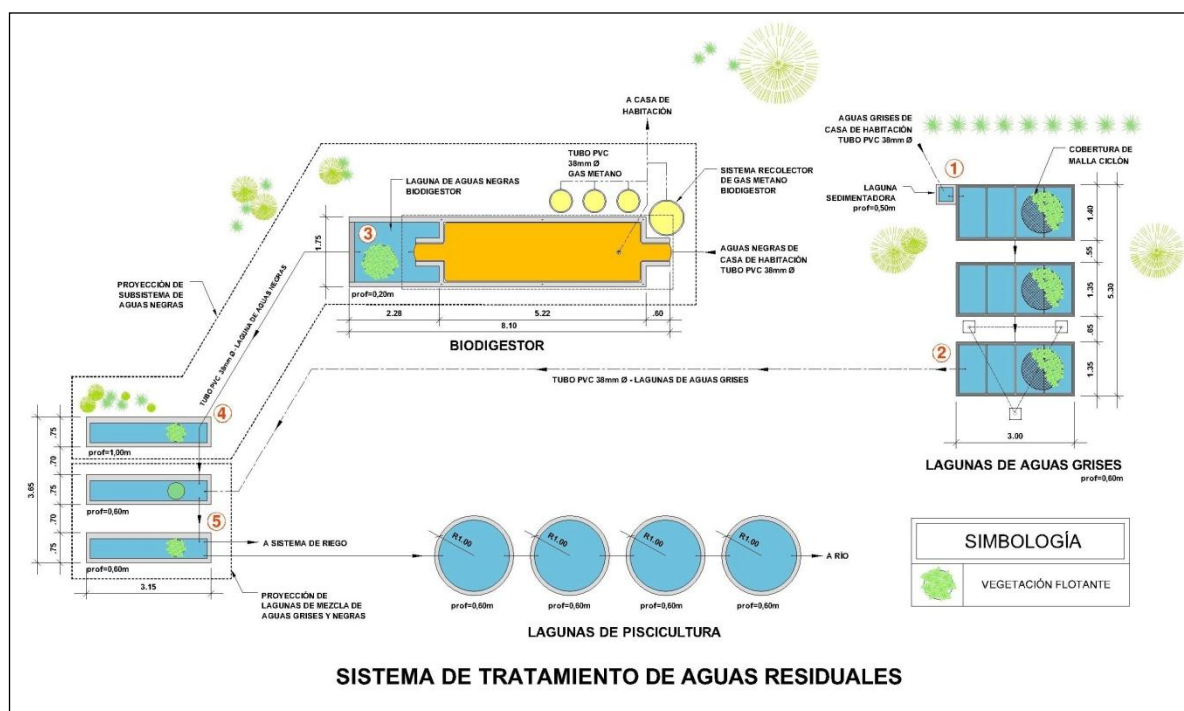 A CASA DE
HABITACIÓN
AGUAS GRISES DE
CASA DE HABITACIÓN
TUBO PVC 38mm Ø
COBERTURA DE
MALLA CICLÓN
1
LAGUNA
SEDIMENTADORA
prof=0,50m
TUBO PVC
38mm Ø
GAS METANO
SISTEMA RECOLECTOR
DE GAS METANO
BIODIGESTOR
LAGUNA DE AGUAS NEGRAS
BIODIGESTOR
3
1.75
AGUAS NEGRAS DE
CASA DE HABITACIÓN
TUBO PVC 38mm Ø
prof=0,20m
2.28
5.22
.60
8.10
BIODIGESTOR
PROYECCIÓN DE
SUBSISTEMA DE
AGUAS NEGRAS
TUBO PVC 38mm Ø - LAGUNA DE AGUAS NEGRAS
1.40
.55
1.35
.65
1.35
5.30
2
TUBO PVC 38mm Ø - LAGUNAS DE AGUAS GRISES
3.00
LAGUNAS DE AGUAS GRISES
prof=0,60m
4
prof=1,00m
.75
.70
.75
.70
.75
3.65
prof=0,60m
5
prof=0,60m
3.15
A SISTEMA DE RIEGO
PROYECCIÓN DE
LAGUNAS DE MEZCLA DE
AGUAS GRISES Y NEGRAS
R1.00
R1.00
R1.00
R1.00
A RÍO
prof=0,60m
prof=0,60m
prof=0,60m
prof=0,60m
LAGUNAS DE PISCICULTURA
SIMBOLOGÍA
VEGETACIÓN FLOTANTE
SISTEMA DE TRATAMIENTO DE AGUAS RESIDUALES